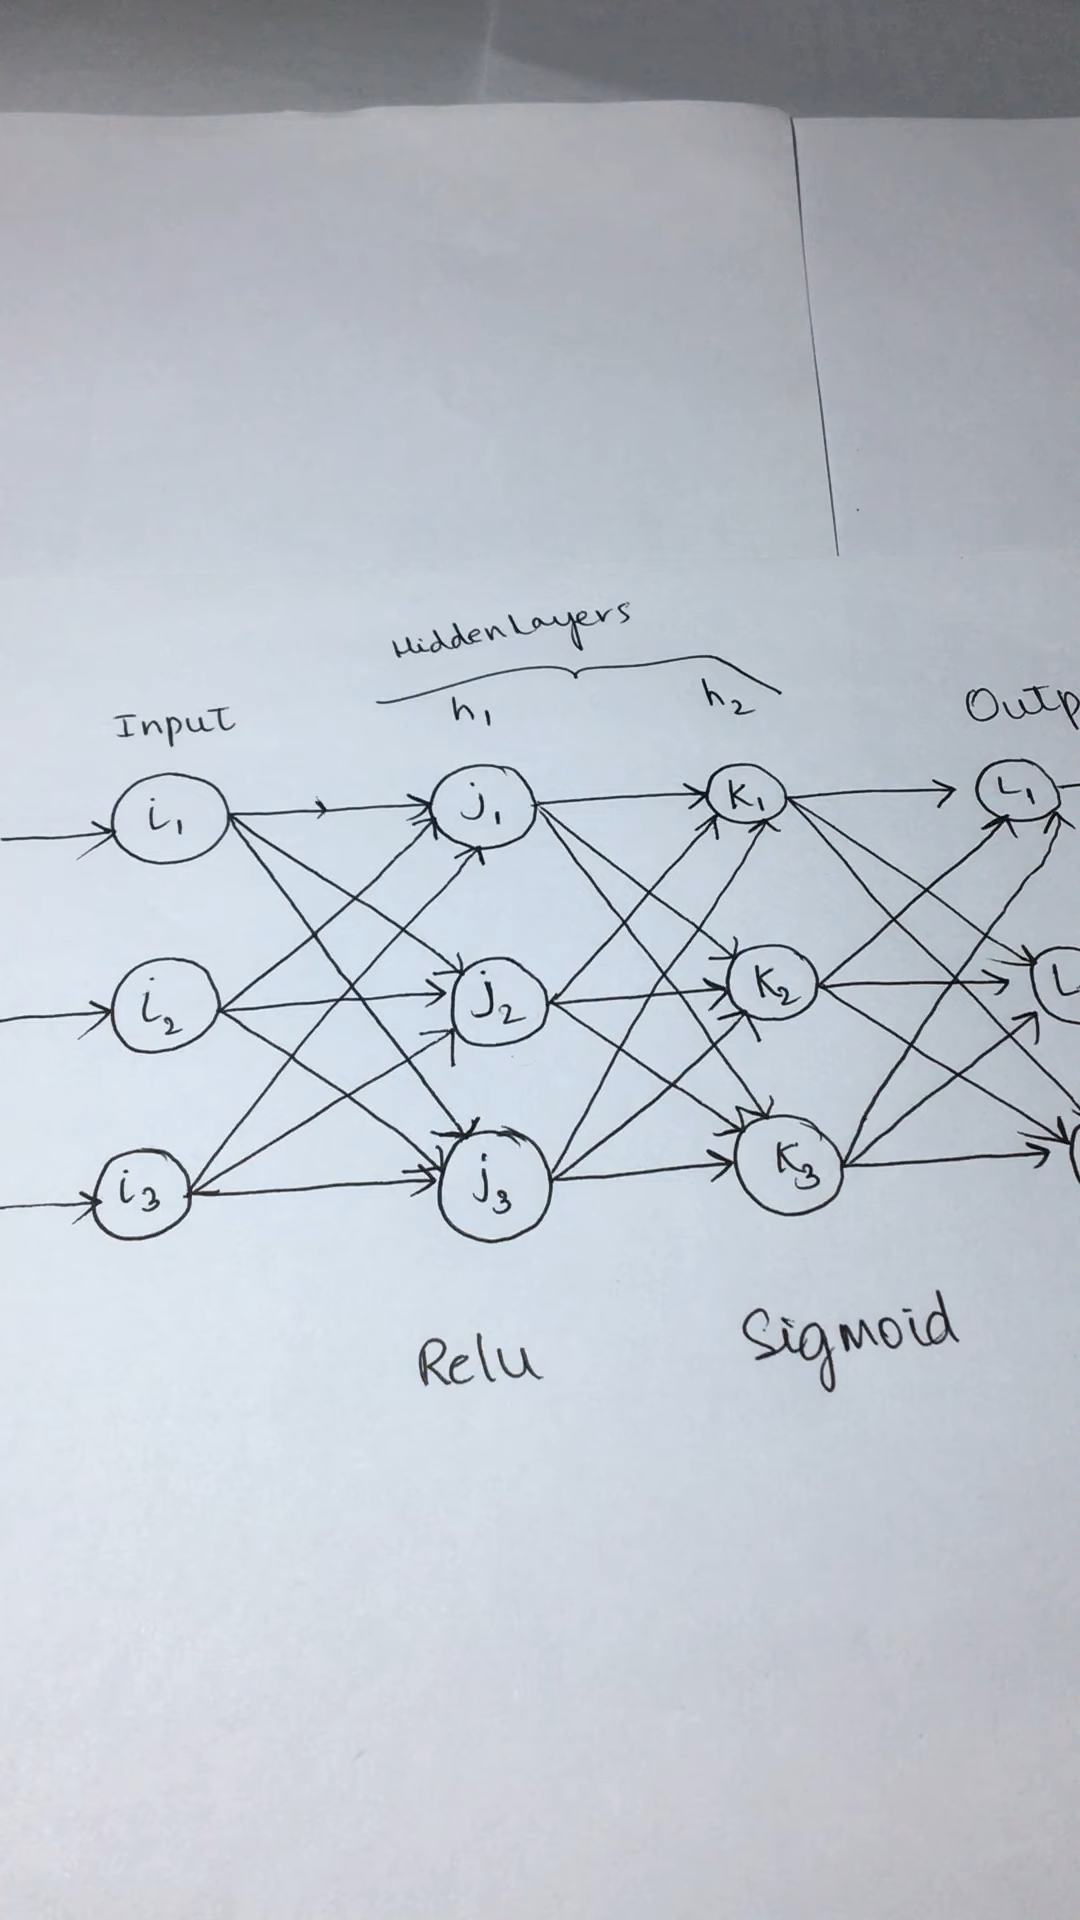 Hidden Layers
Input h₁ h₂ Outp
i₁ j₁ K₁ L₁
i₂ j₂ K₂ L
i₃ j₃ K₃
Relu Sigmoid